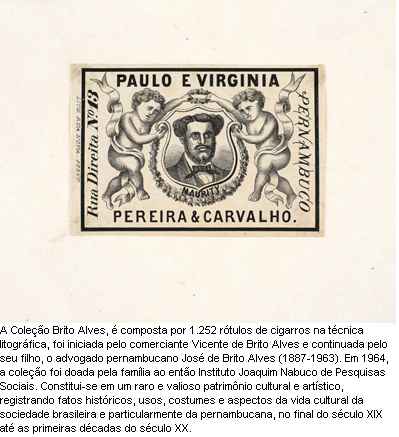 PAULO E VIRGINIA
Rua Direita Nº 13
PERNAMBUCO
MAURITY
PEREIRA & CARVALHO.
A Coleção Brito Alves, é composta por 1.252 rótulos de cigarros na técnica
litográfica, foi iniciada pelo comerciante Vicente de Brito Alves e continuada pelo
seu filho, o advogado pernambucano José de Brito Alves (1887-1963). Em 1964,
a coleção foi doada pela família ao então Instituto Joaquim Nabuco de Pesquisas
Sociais. Constitui-se em um raro e valioso patrimônio cultural e artístico,
registrando fatos históricos, usos, costumes e aspectos da vida cultural da
sociedade brasileira e particularmente da pernambucana, no final do século XIX
até as primeiras décadas do século XX.